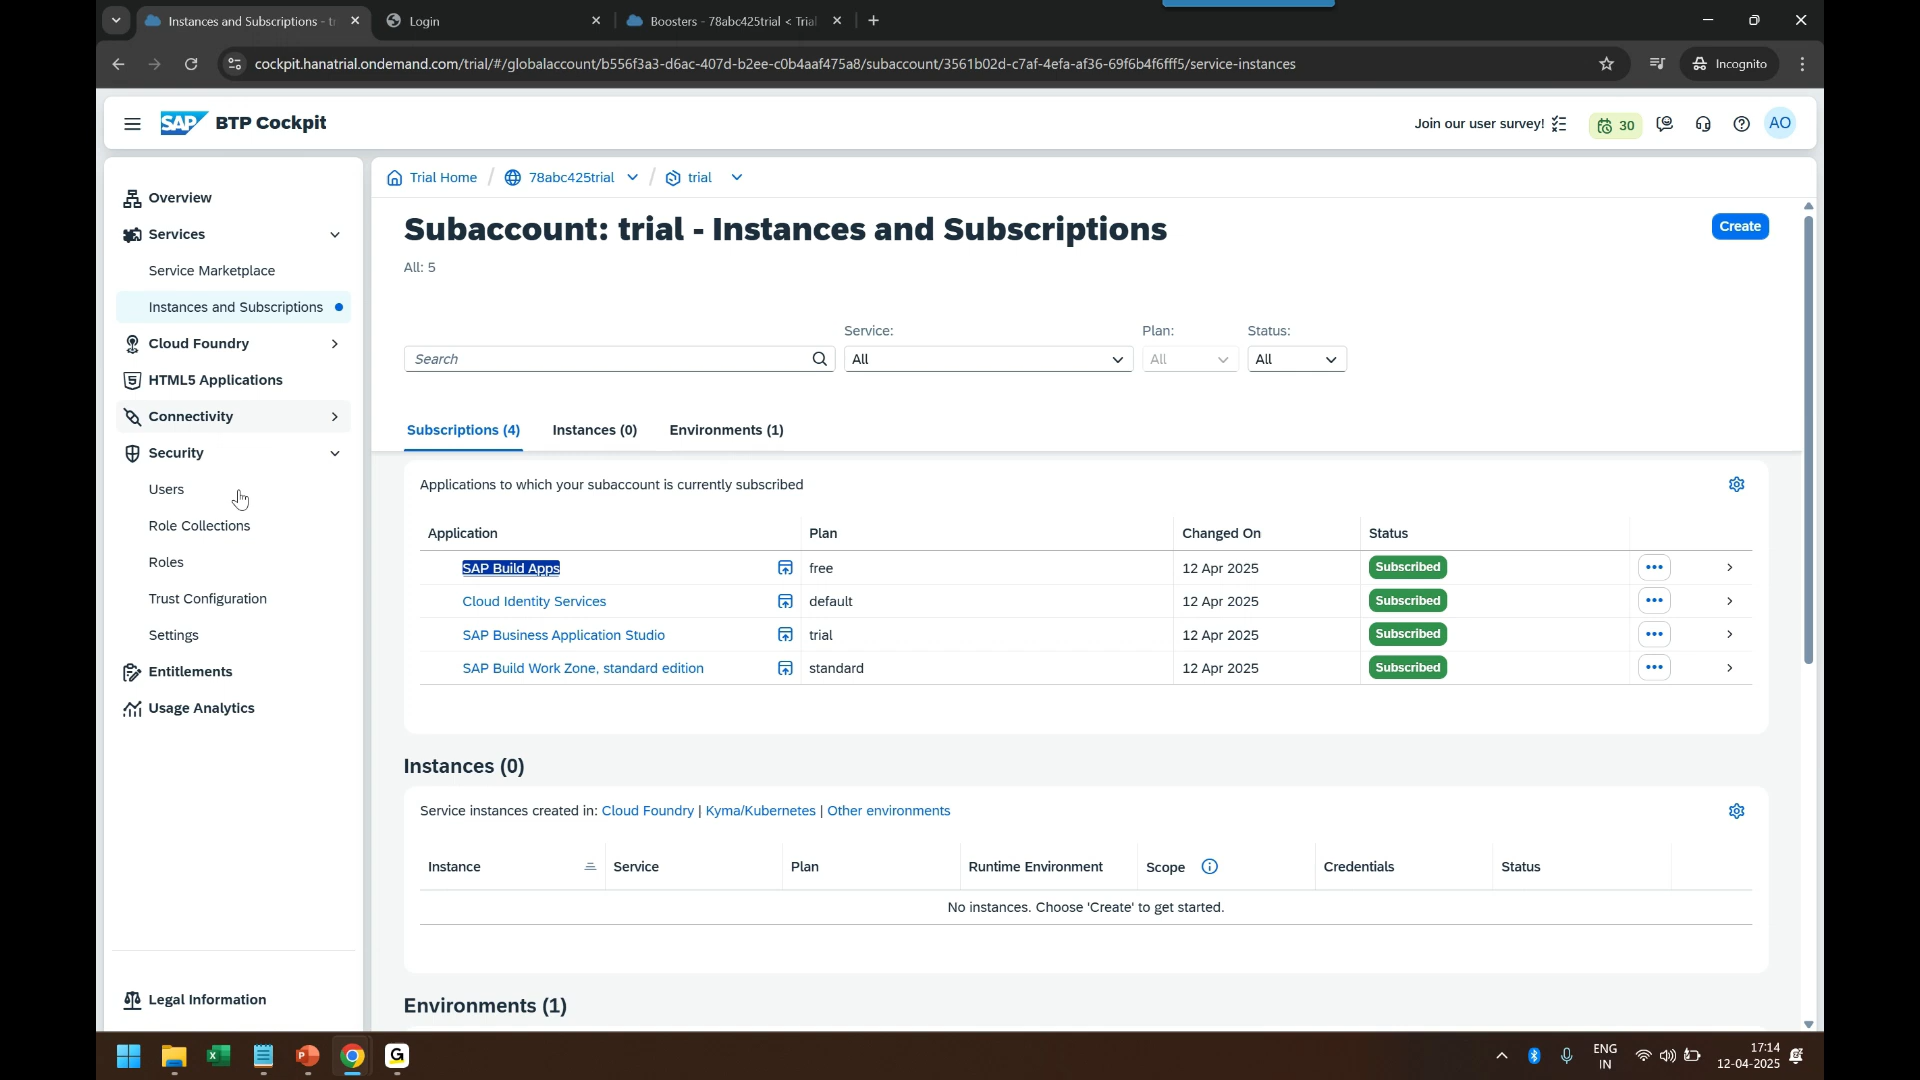 Instances and Subscriptions - tr
Login
Boosters - 78abc425trial < Trial
cockpit.hanatrial.ondemand.com/trial/#/globalaccount/b556f3a3-d6ac-407d-b2ee-c0b4aaf475a8/subaccount/3561b02d-c7af-4efa-af36-69f6b4f6fff5/service-instances
Incognito
SAP BTP Cockpit
Join our user survey!
30
AO
Overview
Services
Service Marketplace
Instances and Subscriptions
Cloud Foundry
HTML5 Applications
Connectivity
Security
Users
Role Collections
Roles
Trust Configuration
Settings
Entitlements
Usage Analytics
Legal Information
Trial Home / 78abc425trial / trial
Subaccount: trial - Instances and Subscriptions
Create
All: 5
Service: Plan: Status:
Search All All All
Subscriptions (4) Instances (0) Environments (1)
Applications to which your subaccount is currently subscribed
Application Plan Changed On Status
SAP Build Apps free 12 Apr 2025 Subscribed
Cloud Identity Services default 12 Apr 2025 Subscribed
SAP Business Application Studio trial 12 Apr 2025 Subscribed
SAP Build Work Zone, standard edition standard 12 Apr 2025 Subscribed
Instances (0)
Service instances created in: Cloud Foundry | Kyma/Kubernetes | Other environments
Instance Service Plan Runtime Environment Scope Credentials Status
No instances. Choose 'Create' to get started.
Environments (1)
ENG
IN
17:14
12-04-2025